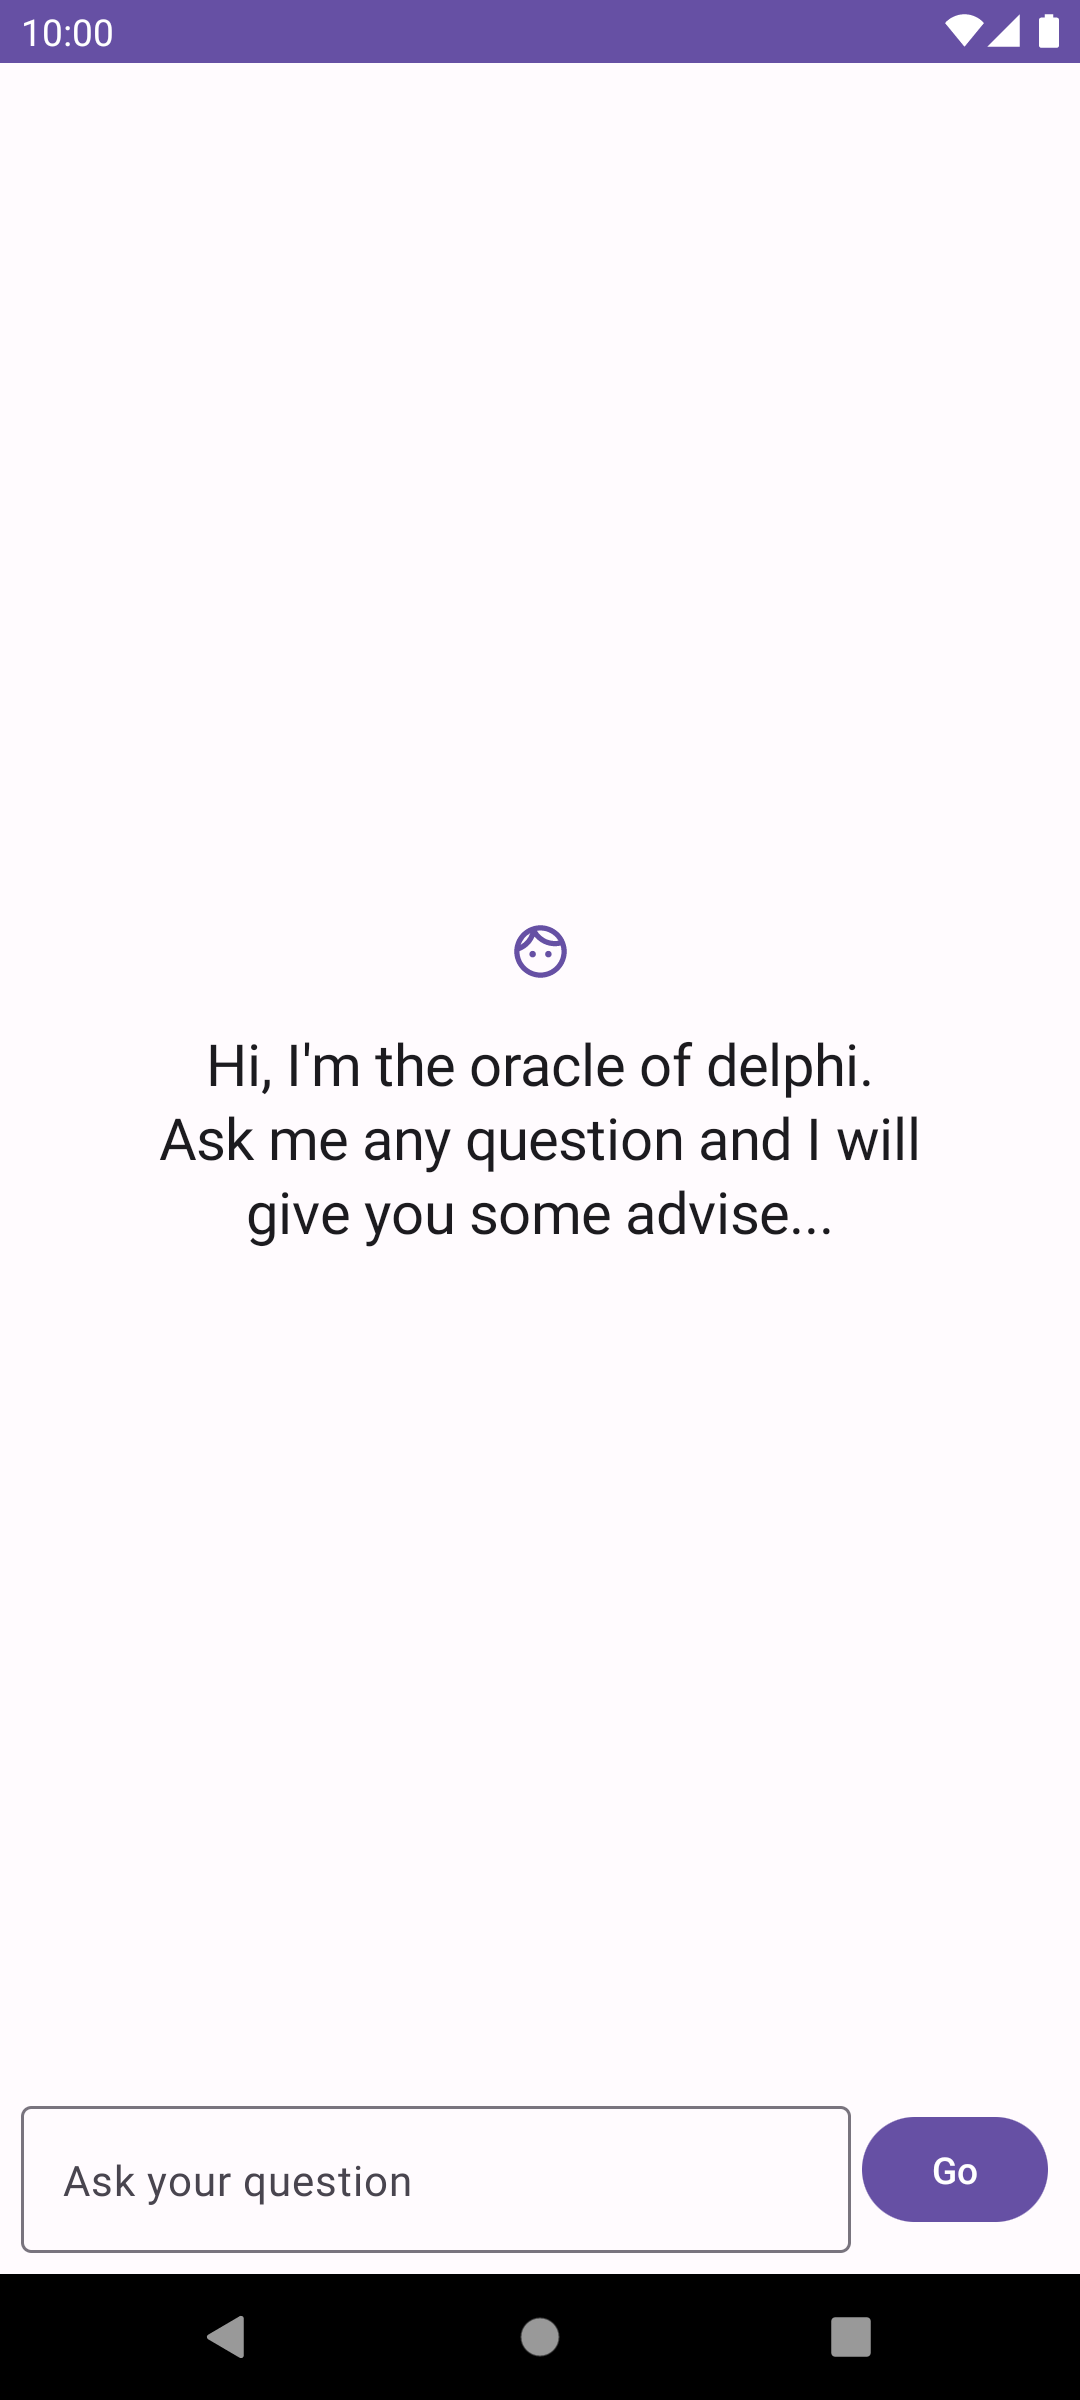 10:00
Hi, I'm the oracle of delphi.
Ask me any question and I will
give you some advise...
Ask your question
Go